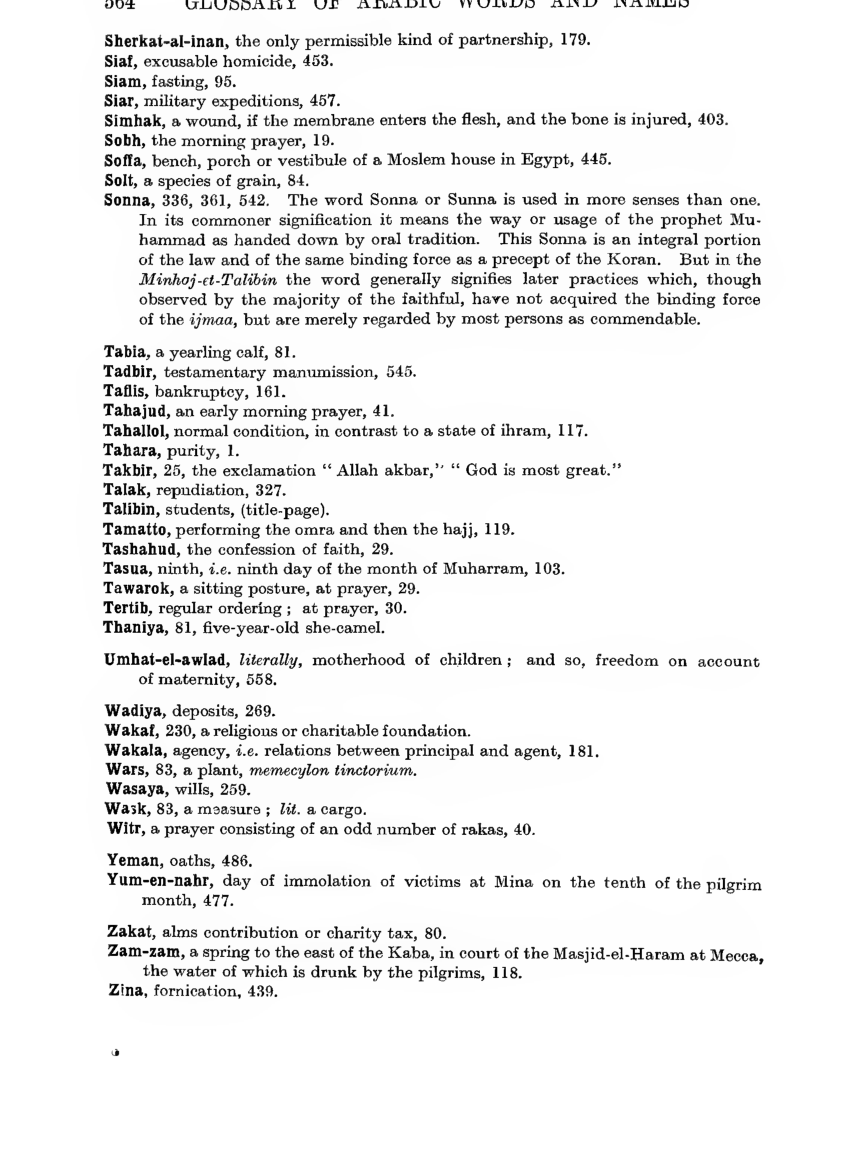 564 GLOSSARY OF ARABIC WORDS AND NAMES
Sherkat-al-inan, the only permissible kind of partnership, 179.
Siaf, excusable homicide, 453.
Siam, fasting, 95.
Siar, military expeditions, 457.
Simhak, a wound, if the membrane enters the flesh, and the bone is injured, 403.
Sobh, the morning prayer, 19.
Soffa, bench, porch or vestibule of a Moslem house in Egypt, 445.
Solt, a species of grain, 84.
Sonna, 336, 361, 542. The word Sonna or Sunna is used in more senses than one.
In its commoner signification it means the way or usage of the prophet Mu-
hammad as handed down by oral tradition. This Sonna is an integral portion
of the law and of the same binding force as a precept of the Koran. But in the
Minhoj-et-Talibin the word generally signifies later practices which, though
observed by the majority of the faithful, have not acquired the binding force
of the ijmaa, but are merely regarded by most persons as commendable.
Tabia, a yearling calf, 81.
Tadbir, testamentary manumission, 545.
Taflis, bankruptcy, 161.
Tahajud, an early morning prayer, 41.
Tahallol, normal condition, in contrast to a state of ihram, 117.
Tahara, purity, 1.
Takbir, 25, the exclamation “ Allah akbar,” “ God is most great.”
Talak, repudiation, 327.
Talibin, students, (title-page).
Tamatto, performing the omra and then the hajj, 119.
Tashahud, the confession of faith, 29.
Tasua, ninth, i.e. ninth day of the month of Muharram, 103.
Tawarok, a sitting posture, at prayer, 29.
Tertib, regular ordering ; at prayer, 30.
Thaniya, 81, five-year-old she-camel.
Umhat-el-awlad, literally, motherhood of children ; and so, freedom on account
of maternity, 558.
Wadiya, deposits, 269.
Wakaf, 230, a religious or charitable foundation.
Wakala, agency, i.e. relations between principal and agent, 181.
Wars, 83, a plant, memecylon tinctorium.
Wasaya, wills, 259.
Wask, 83, a measure ; lit. a cargo.
Witr, a prayer consisting of an odd number of rakas, 40.
Yeman, oaths, 486.
Yum-en-nahr, day of immolation of victims at Mina on the tenth of the pilgrim
month, 477.
Zakat, alms contribution or charity tax, 80.
Zam-zam, a spring to the east of the Kaba, in court of the Masjid-el-Haram at Mecca,
the water of which is drunk by the pilgrims, 118.
Zina, fornication, 439.